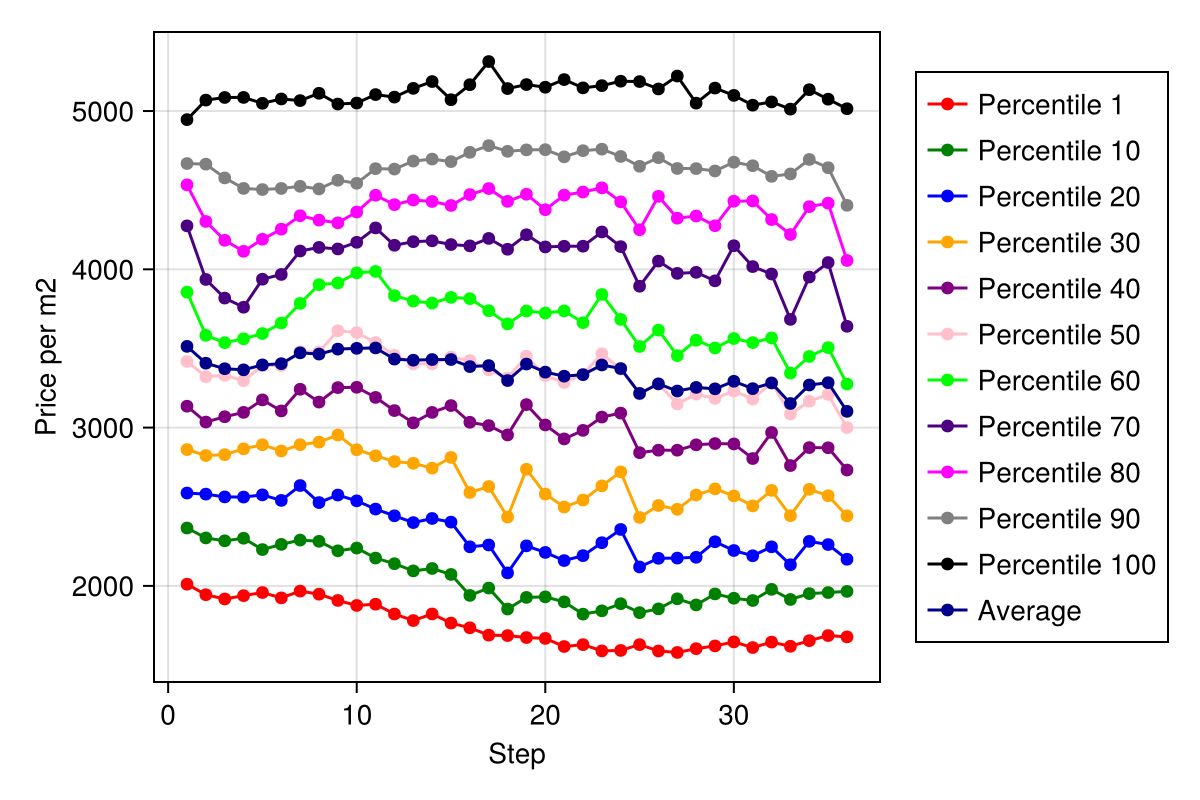 5000
4000
3000
2000
Price per m2
0 10 20 30
Step
Percentile 1
Percentile 10
Percentile 20
Percentile 30
Percentile 40
Percentile 50
Percentile 60
Percentile 70
Percentile 80
Percentile 90
Percentile 100
Average